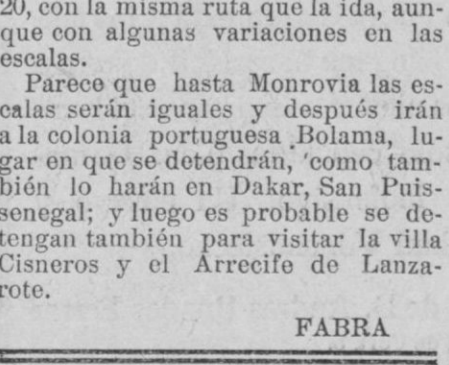 20, con la misma ruta que la ida, aun-
que con algunas variaciones en las
escalas.
Parece que hasta Monrovia las es-
calas serán iguales y después irán
a la colonia portuguesa .Bolama, lu-
gar en que se detendrán, 'como tam-
bién lo harán en Dakar, San Puis-
senegal; y luego es probable se de-
tengan también para visitar la villa
Cisneros y el Arrecife de Lanza-
rote.
FABRA